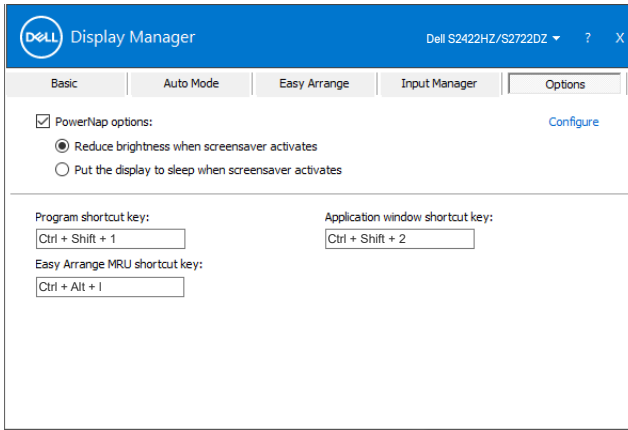 DELL Display Manager Dell S2422HZ/S2722DZ ? X
Basic Auto Mode Easy Arrange Input Manager Options
PowerNap options: Configure
Reduce brightness when screensaver activates
Put the display to sleep when screensaver activates
Program shortcut key: Application window shortcut key:
Ctrl + Shift + 1 Ctrl + Shift + 2
Easy Arrange MRU shortcut key:
Ctrl + Alt + l